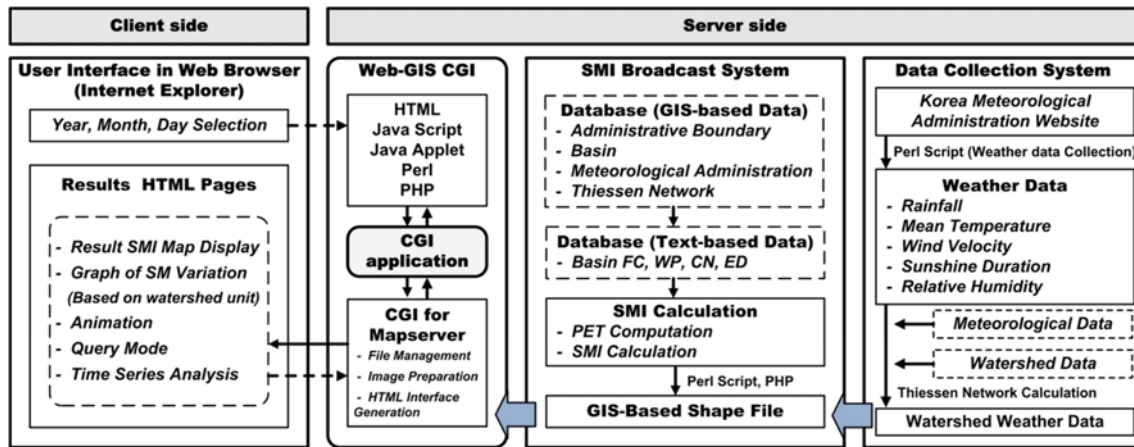 Client side
Server side
User Interface in Web Browser
(Internet Explorer)
Year, Month, Day Selection
Results HTML Pages
- Result SMI Map Display
- Graph of SM Variation
(Based on watershed unit)
- Animation
- Query Mode
- Time Series Analysis
Web-GIS CGI
HTML
Java Script
Java Applet
Perl
PHP
CGI
application
CGI for
Mapserver
- File Management
- Image Preparation
- HTML Interface
Generation
SMI Broadcast System
Database (GIS-based Data)
- Administrative Boundary
- Basin
- Meteorological Administration
- Thiessen Network
Database (Text-based Data)
- Basin FC, WP, CN, ED
SMI Calculation
- PET Computation
- SMI Calculation
Perl Script, PHP
GIS-Based Shape File
Data Collection System
Korea Meteorological
Administration Website
Perl Script (Weather data Collection)
Weather Data
- Rainfall
- Mean Temperature
- Wind Velocity
- Sunshine Duration
- Relative Humidity
Meteorological Data
Watershed Data
Thiessen Network Calculation
Watershed Weather Data